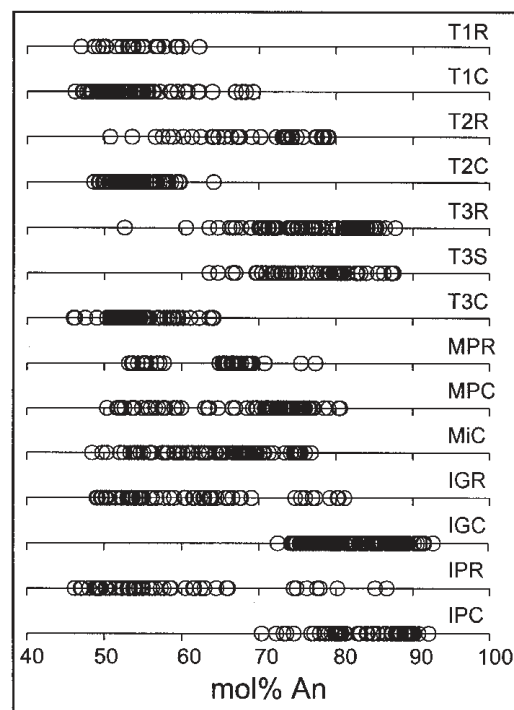 T1R
T1C
T2R
T2C
T3R
T3S
T3C
MPR
MPC
MiC
IGR
IGC
IPR
IPC
40 50 60 70 80 90 100
mol% An